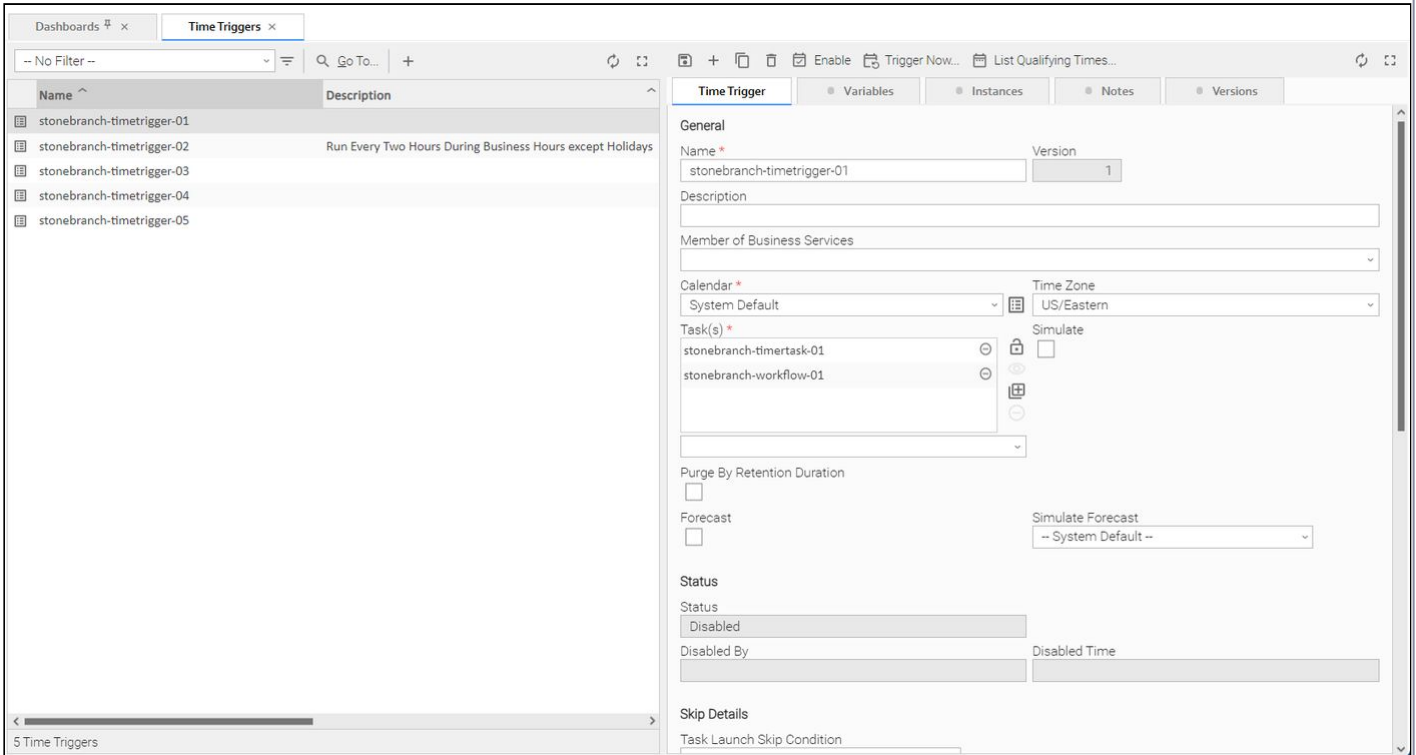 Dashboards
Time Triggers
-- No Filter --
Go To...
Enable
Trigger Now...
List Qualifying Times...
Name
Description
stonebranch-timetrigger-01
stonebranch-timetrigger-02
Run Every Two Hours During Business Hours except Holidays
stonebranch-timetrigger-03
stonebranch-timetrigger-04
stonebranch-timetrigger-05
5 Time Triggers
Time Trigger
Variables
Instances
Notes
Versions
General
Name *
Version
stonebranch-timetrigger-01
1
Description
Member of Business Services
Calendar *
Time Zone
System Default
US/Eastern
Task(s) *
Simulate
stonebranch-timertask-01
stonebranch-workflow-01
Purge By Retention Duration
Forecast
Simulate Forecast
-- System Default --
Status
Status
Disabled
Disabled By
Disabled Time
Skip Details
Task Launch Skip Condition